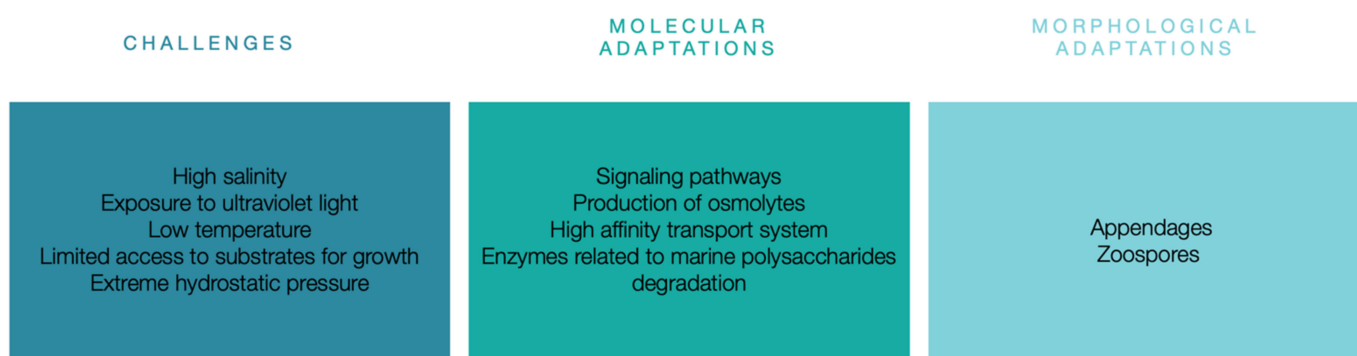 CHALLENGES
MOLECULAR
ADAPTATIONS
MORPHOLOGICAL
ADAPTATIONS
High salinity
Exposure to ultraviolet light
Low temperature
Limited access to substrates for growth
Extreme hydrostatic pressure
Signaling pathways
Production of osmolytes
High affinity transport system
Enzymes related to marine polysaccharides
degradation
Appendages
Zoospores